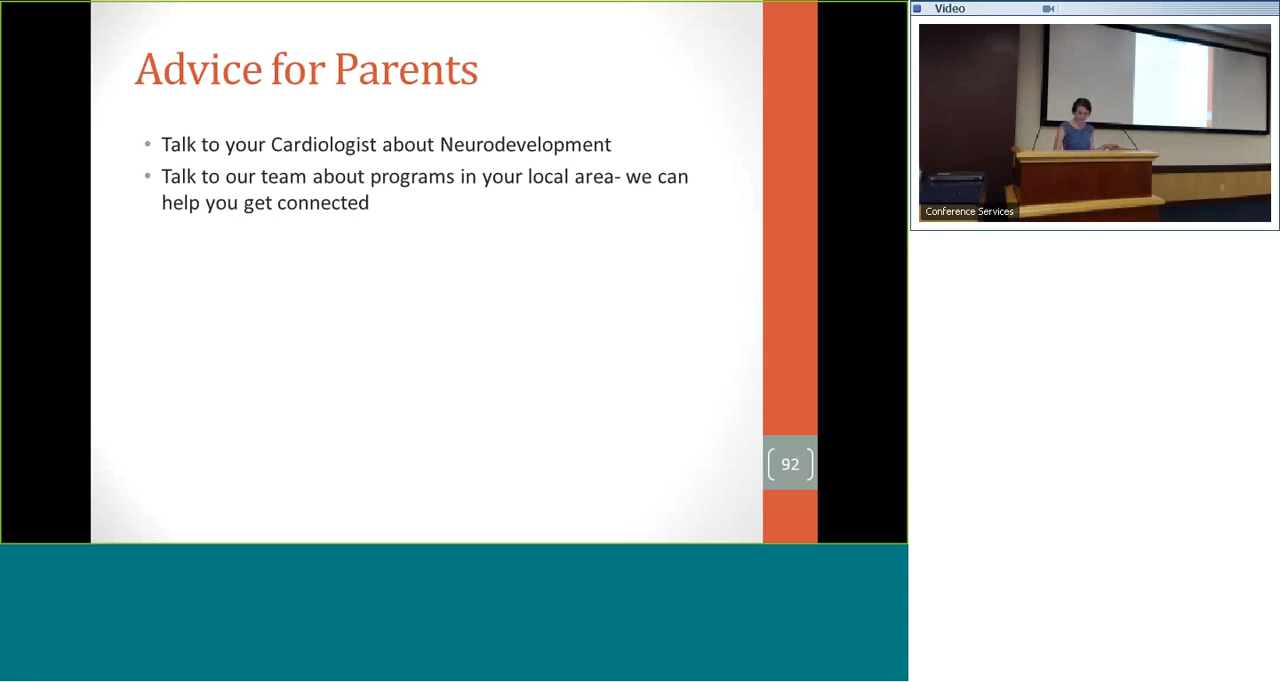 Advice for Parents
• Talk to your Cardiologist about Neurodevelopment
• Talk to our team about programs in your local area- we can
help you get connected
92
Video
Conference Services